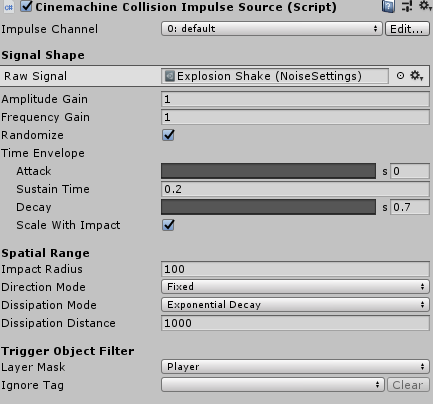 Cinemachine Collision Impulse Source (Script)
Impulse Channel 0: default Edit...
Signal Shape
Raw Signal Explosion Shake (NoiseSettings)
Amplitude Gain 1
Frequency Gain 1
Randomize
Time Envelope
Attack s 0
Sustain Time 0.2
Decay s 0.7
Scale With Impact
Spatial Range
Impact Radius 100
Direction Mode Fixed
Dissipation Mode Exponential Decay
Dissipation Distance 1000
Trigger Object Filter
Layer Mask Player
Ignore Tag Clear